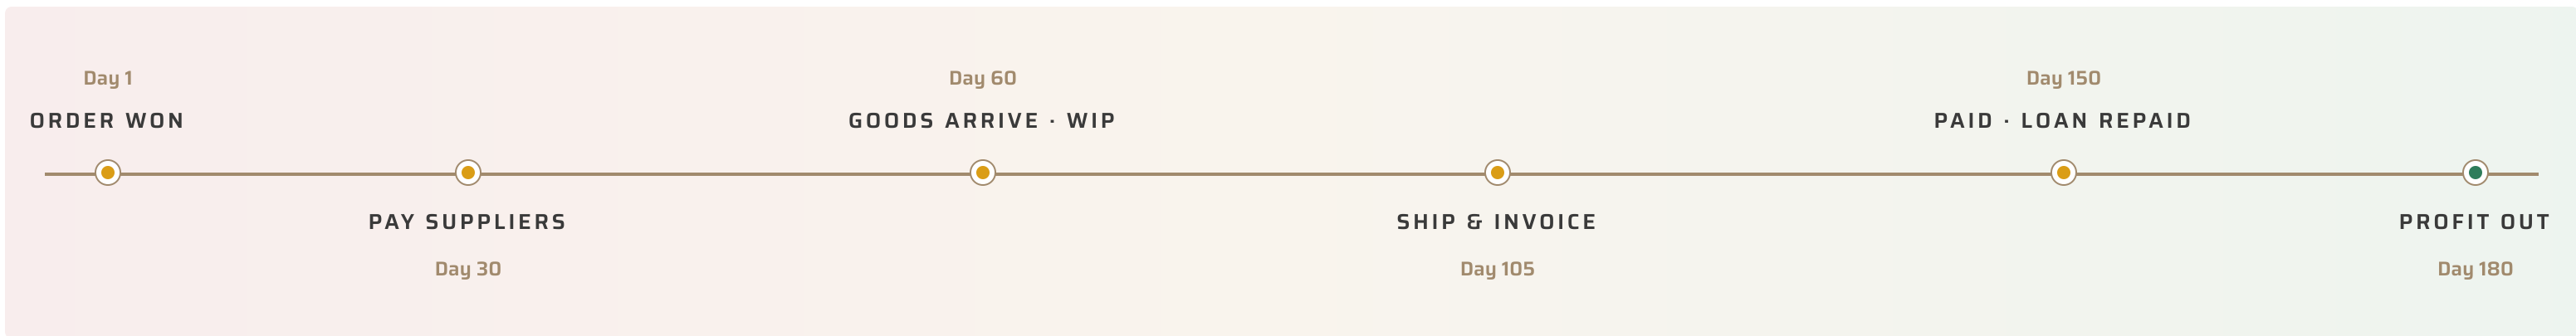 Day 1
ORDER WON
PAY SUPPLIERS
Day 30
Day 60
GOODS ARRIVE · WIP
SHIP & INVOICE
Day 105
Day 150
PAID · LOAN REPAID
PROFIT OUT
Day 180